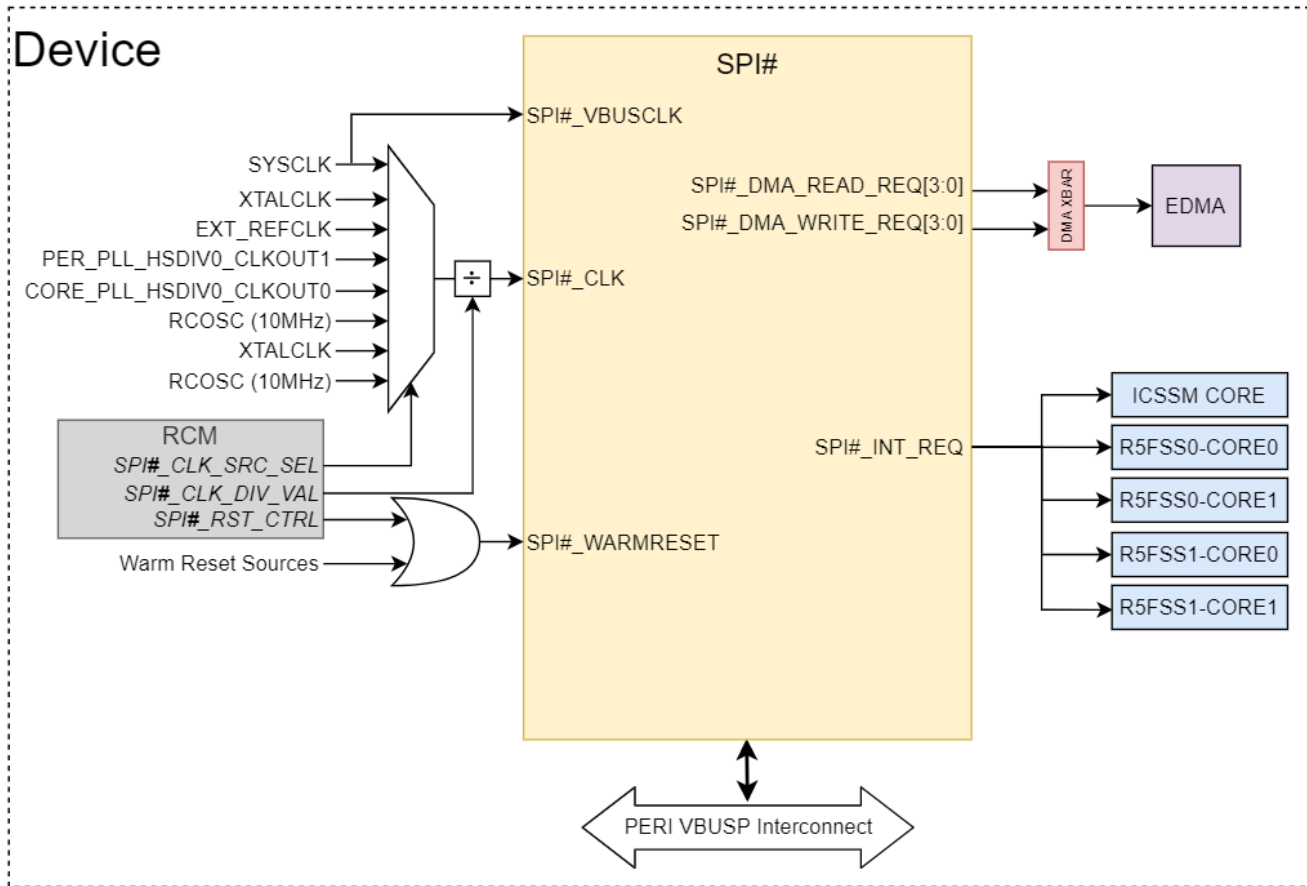 Device
SPI#
SPI#_VBUSCLK
SYSCLK
XTALCLK
EXT_REFCLK
PER_PLL_HSDIV0_CLKOUT1
CORE_PLL_HSDIV0_CLKOUT0
RCOSC (10MHz)
XTALCLK
RCOSC (10MHz)
÷
SPI#_CLK
RCM
SPI#_CLK_SRC_SEL
SPI#_CLK_DIV_VAL
SPI#_RST_CTRL
Warm Reset Sources
SPI#_WARMRESET
SPI#_DMA_READ_REQ[3:0]
SPI#_DMA_WRITE_REQ[3:0]
DMA XBAR
EDMA
SPI#_INT_REQ
ICSSM CORE
R5FSS0-CORE0
R5FSS0-CORE1
R5FSS1-CORE0
R5FSS1-CORE1
PERI VBUSP Interconnect